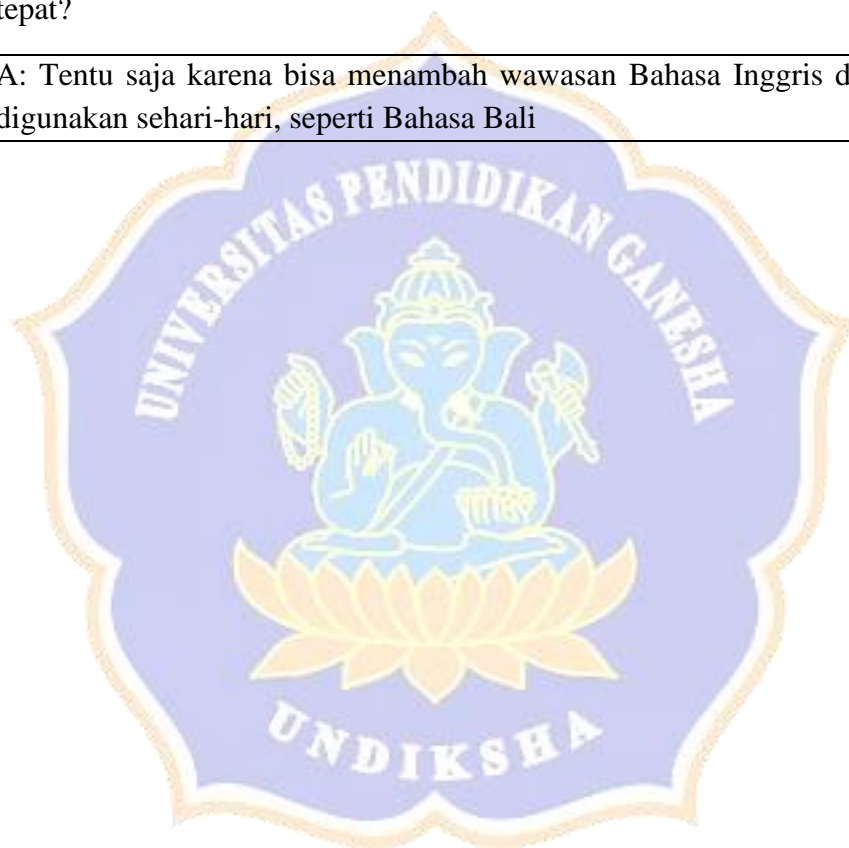 tepat?
A: Tentu saja karena bisa menambah wawasan Bahasa Inggris
digunakan sehari-hari, seperti Bahasa Bali
UNIVERSITAS PENDIDIKAN GANESHA
UNDIKSHA